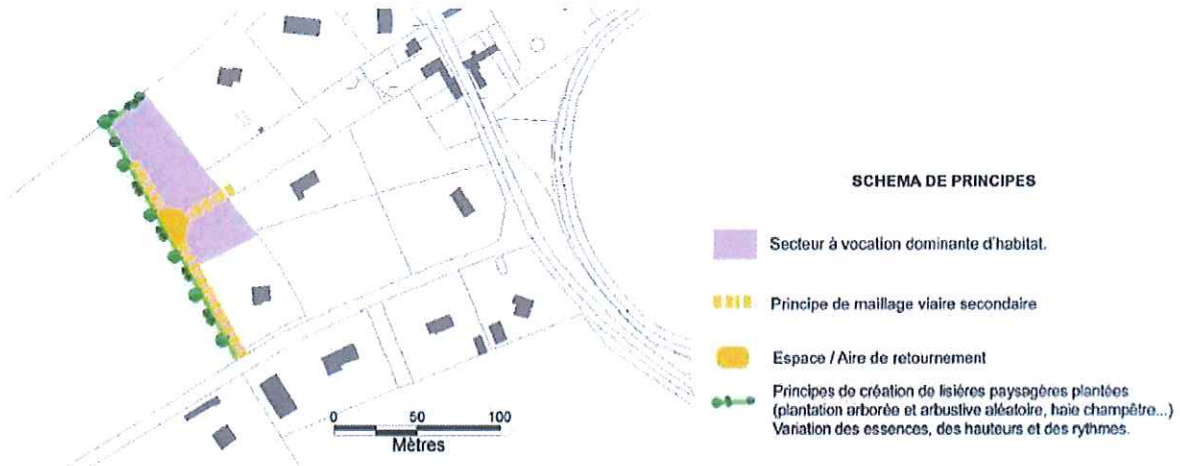 SCHEMA DE PRINCIPES
Secteur à vocation dominante d'habitat.
Principe de maillage viaire secondaire
Espace / Aire de retournement
Principes de création de lisières paysagères plantées
(plantation arborée et arbustive aléatoire, haie champêtre...)
Variation des essences, des hauteurs et des rythmes.
0 50 100
Mètres